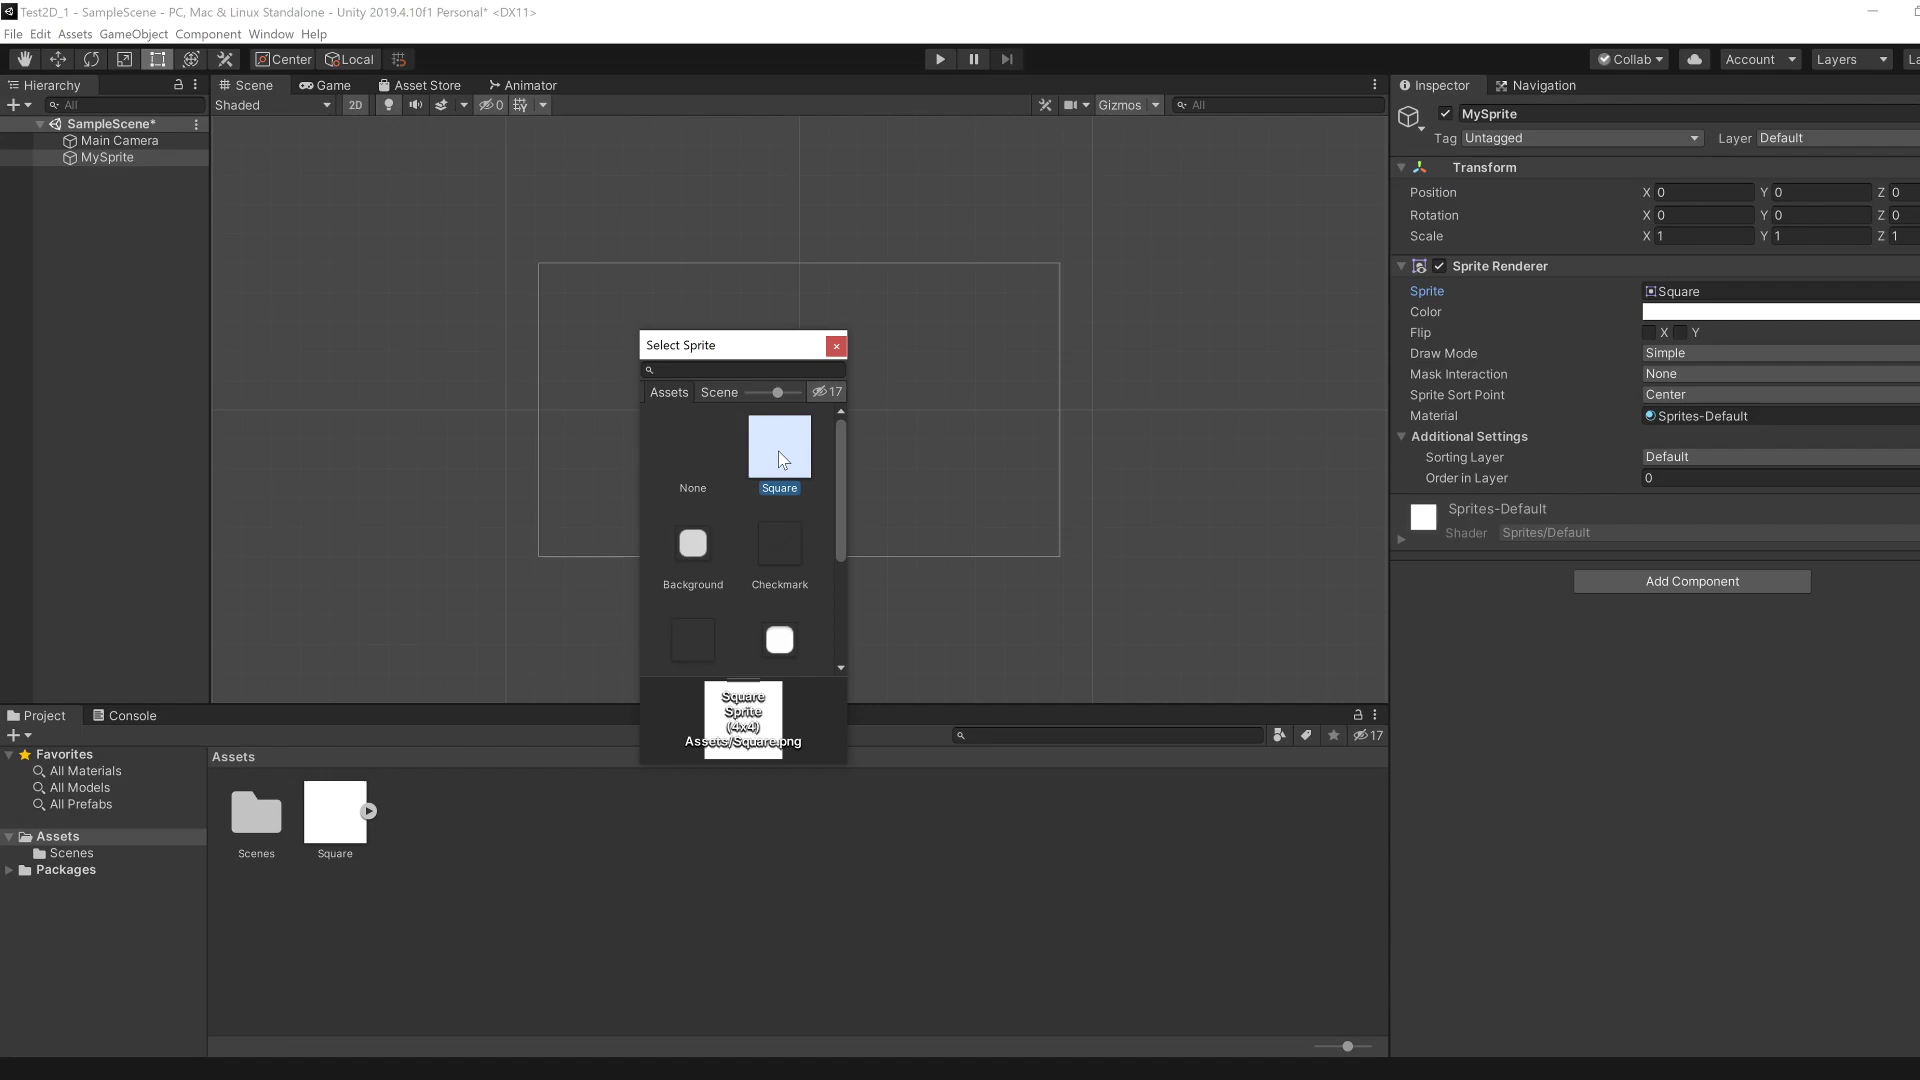 Test2D_1 - SampleScene - PC, Mac & Linux Standalone - Unity 2019.4.10f1 Personal* <DX11>
File Edit Assets GameObject Component Window Help
Center Local Collab Account Layers La
Hierarchy
All
SampleScene*
Main Camera
MySprite
Scene Game Asset Store Animator
Shaded 2D 0 Gizmos All
Select Sprite
Assets Scene 17
None Square
Background Checkmark
Square
Sprite
(4x4)
Assets/Square.png
Inspector Navigation
MySprite
Tag Untagged Layer Default
Transform
Position X 0 Y 0 Z 0
Rotation X 0 Y 0 Z 0
Scale X 1 Y 1 Z 1
Sprite Renderer
Sprite Square
Color
Flip X Y
Draw Mode Simple
Mask Interaction None
Sprite Sort Point Center
Material Sprites-Default
Additional Settings
Sorting Layer Default
Order in Layer 0
Sprites-Default
Shader Sprites/Default
Add Component
Project Console
17
Favorites
All Materials
All Models
All Prefabs
Assets
Scenes
Packages
Assets
Scenes Square